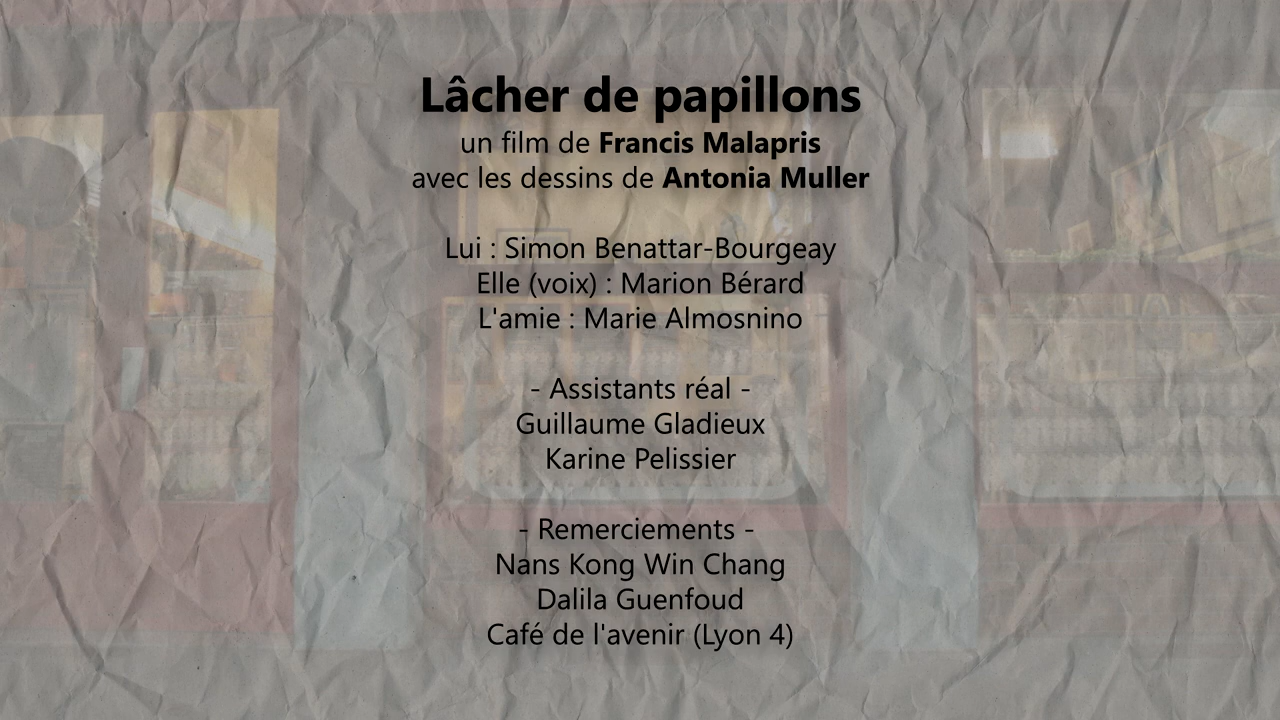 Lâcher de papillons
un film de Francis Malapris
avec les dessins de Antonia Muller
Lui : Simon Benattar-Bourgeay
Elle (voix) : Marion Bérard
L'amie : Marie Almosnino
- Assistants réal -
Guillaume Gladieux
Karine Pelissier
- Remerciements -
Nans Kong Win Chang
Dalila Guenfoud
Café de l'avenir (Lyon 4)